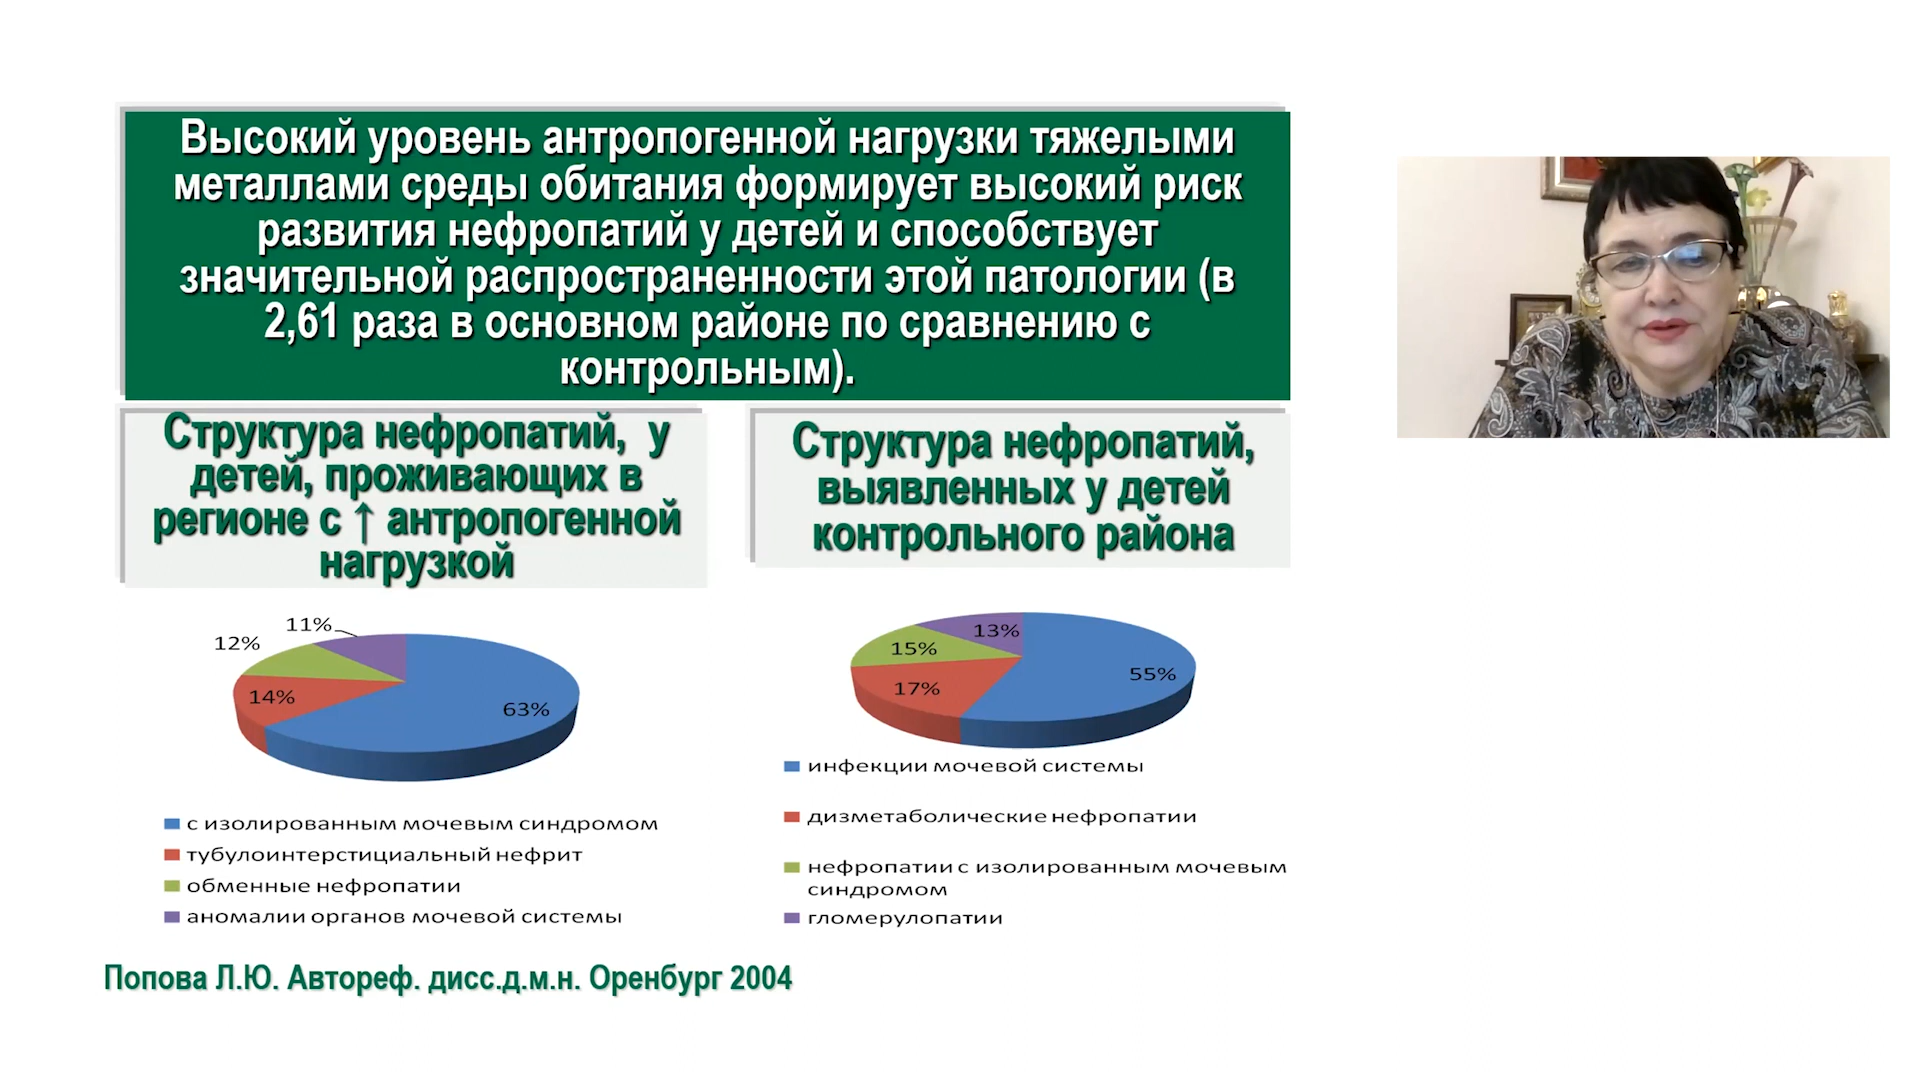 Высокий уровень антропогенной нагрузки тяжелыми
металлами среды обитания формирует высокий риск
развития нефропатий у детей и способствует
значительной распространенности этой патологии (в
2,61 раза в основном районе по сравнению с
контрольным).
Структура нефропатий, у
детей, проживающих в
регионе с ↑ антропогенной
нагрузкой
11%
12%
14%
63%
с изолированным мочевым синдромом
тубулоинтерстициальный нефрит
обменные нефропатии
аномалии органов мочевой системы
Структура нефропатий,
выявленных у детей
контрольного района
13%
15%
17%
55%
инфекции мочевой системы
дизметаболические нефропатии
нефропатии с изолированным мочевым
синдромом
гломерулопатии
Попова Л.Ю. Автореф. дисс.д.м.н. Оренбург 2004